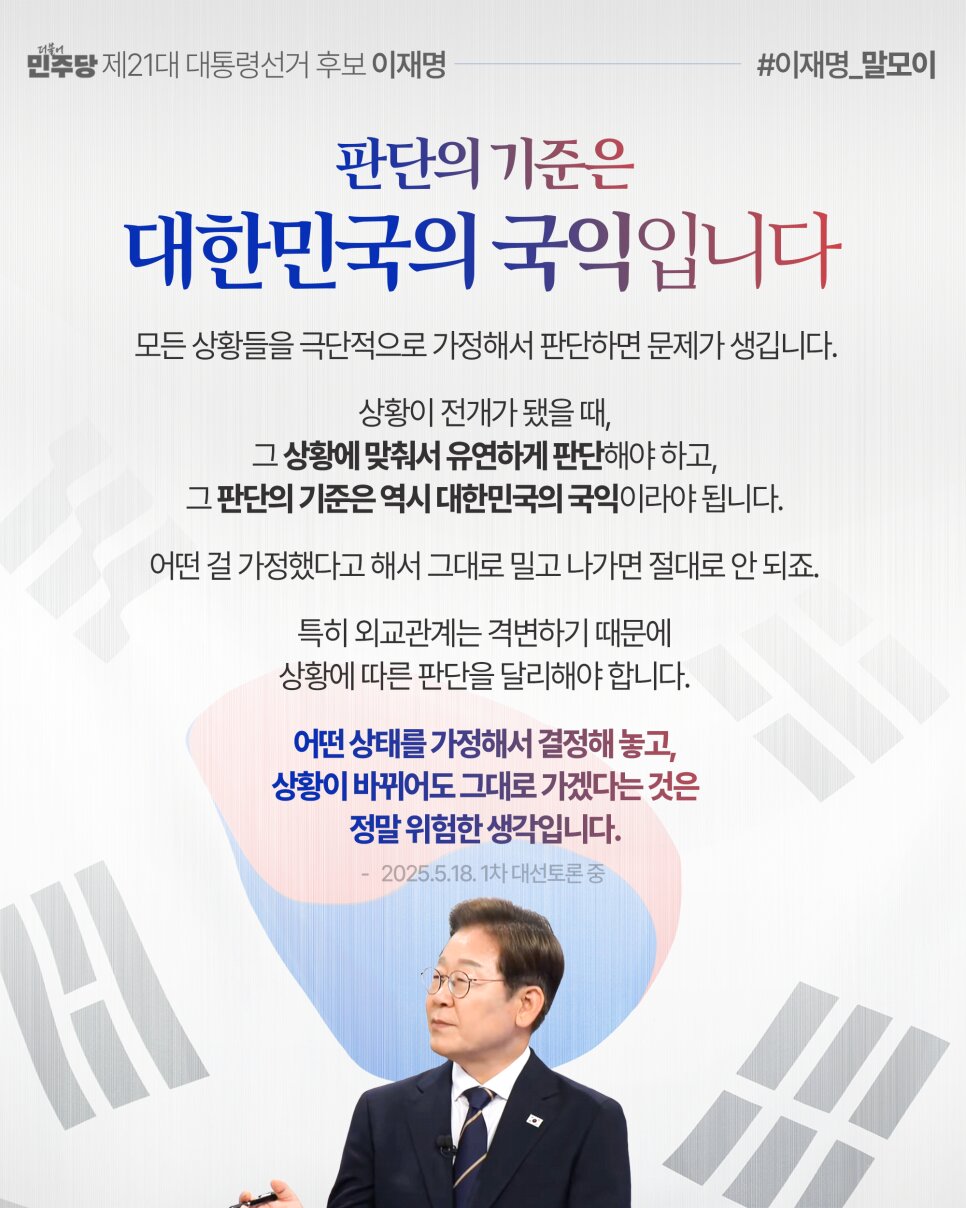 더불어
민주당 제21대 대통령선거 후보 이재명
#이재명_말모이
판단의 기준은
대한민국의 국익입니다
모든 상황들을 극단적으로 가정해서 판단하면 문제가 생깁니다.
상황이 전개가 됐을 때,
그 상황에 맞춰서 유연하게 판단해야 하고,
그 판단의 기준은 역시 대한민국의 국익이라야 됩니다.
어떤 걸 가정했다고 해서 그대로 밀고 나가면 절대로 안 되죠.
특히 외교관계는 격변하기 때문에
상황에 따른 판단을 달리해야 합니다.
어떤 상태를 가정해서 결정해 놓고,
상황이 바뀌어도 그대로 가겠다는 것은
정말 위험한 생각입니다.
- 2025.5.18. 1차 대선토론 중